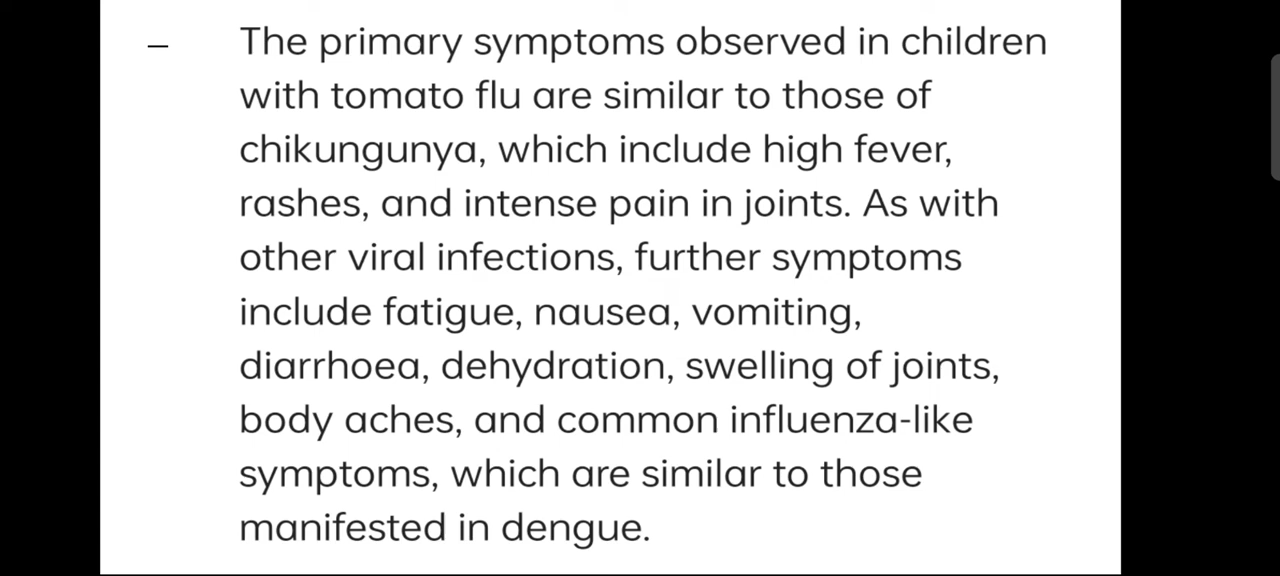 – The primary symptoms observed in children
with tomato flu are similar to those of
chikungunya, which include high fever,
rashes, and intense pain in joints. As with
other viral infections, further symptoms
include fatigue, nausea, vomiting,
diarrhoea, dehydration, swelling of joints,
body aches, and common influenza-like
symptoms, which are similar to those
manifested in dengue.